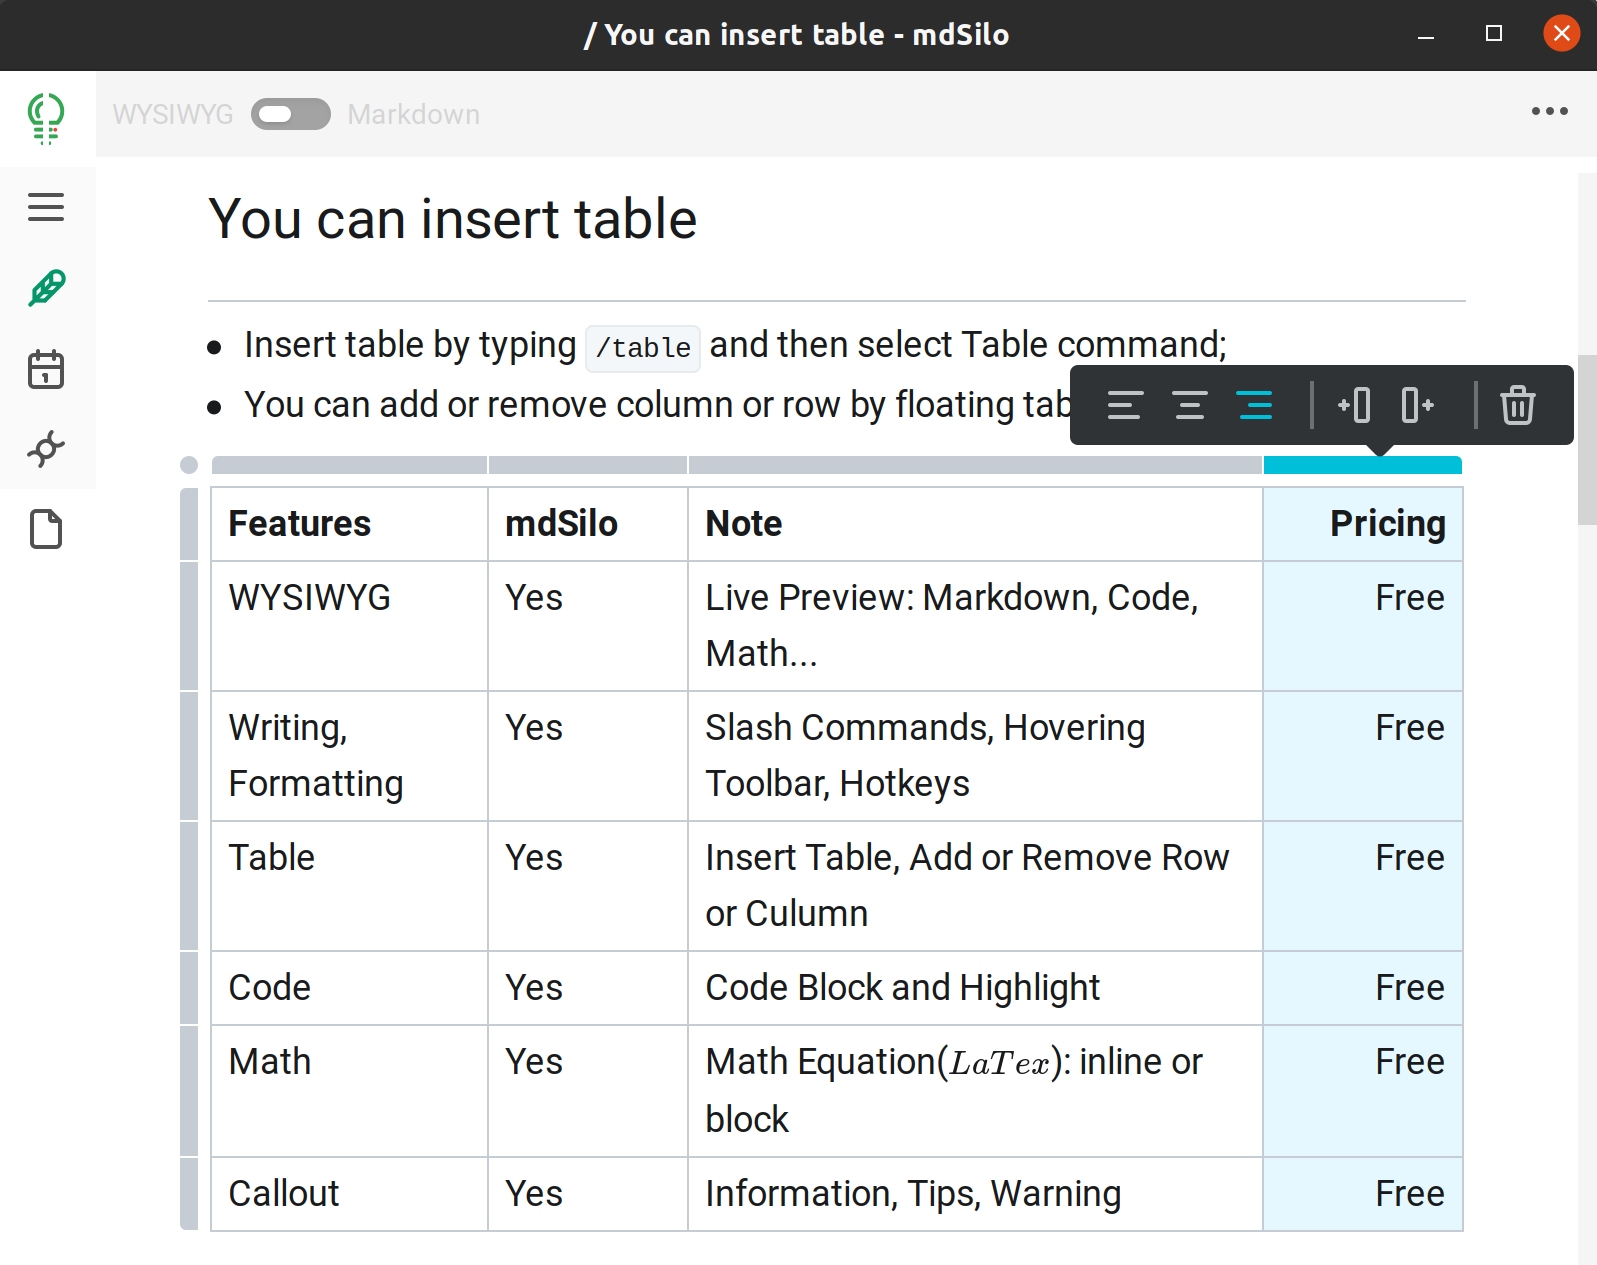 / You can insert table - mdSilo
WYSIWYG Markdown
You can insert table
Insert table by typing /table and then select Table command;
You can add or remove column or row by floating tab
Features mdSilo Note Pricing
WYSIWYG Yes Live Preview: Markdown, Code, Free
Math...
Writing, Yes Slash Commands, Hovering Free
Formatting Toolbar, Hotkeys
Table Yes Insert Table, Add or Remove Row Free
or Culumn
Code Yes Code Block and Highlight Free
Math Yes Math Equation(LaTex): inline or Free
block
Callout Yes Information, Tips, Warning Free